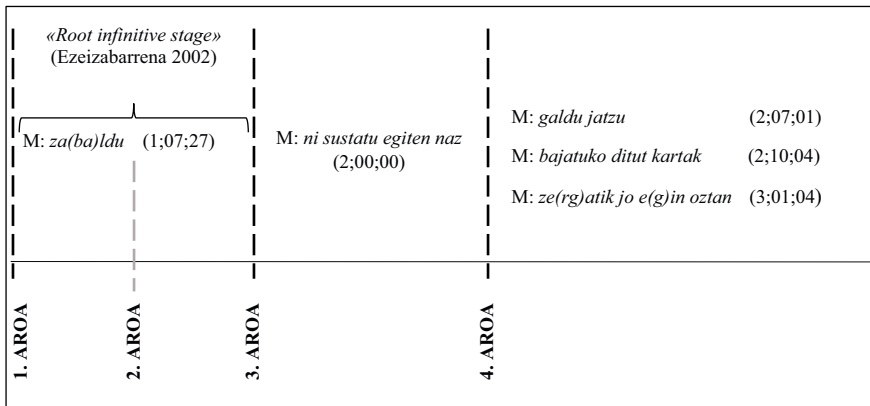 «Root infinitive stage»
(Ezeizabarrena 2002)
M: za(ba)ldu (1;07;27)
M: ni sustatu egiten naz
(2;00;00)
M: galdu jatzu (2;07;01)
M: bajatuko ditut kartak (2;10;04)
M: ze(rg)atik jo e(g)in oztan (3;01;04)
1. AROA
2. AROA
3. AROA
4. AROA